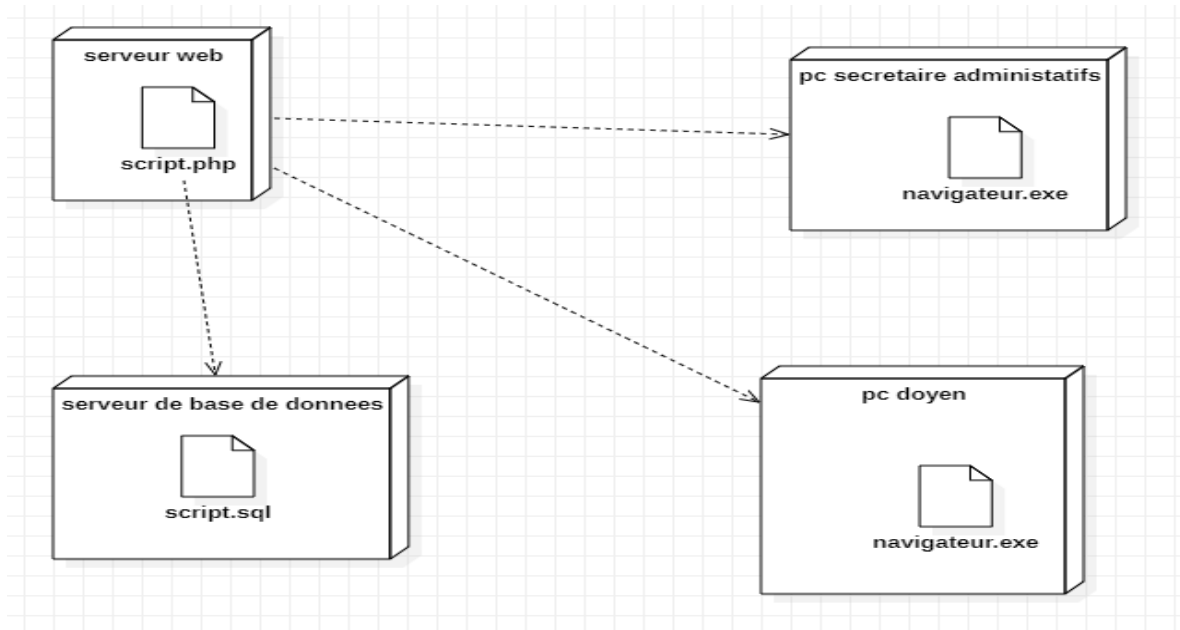 serveur web
script.php
pc secretaire administatifs
navigateur.exe
serveur de base de donnees
script.sql
pc doyen
navigateur.exe